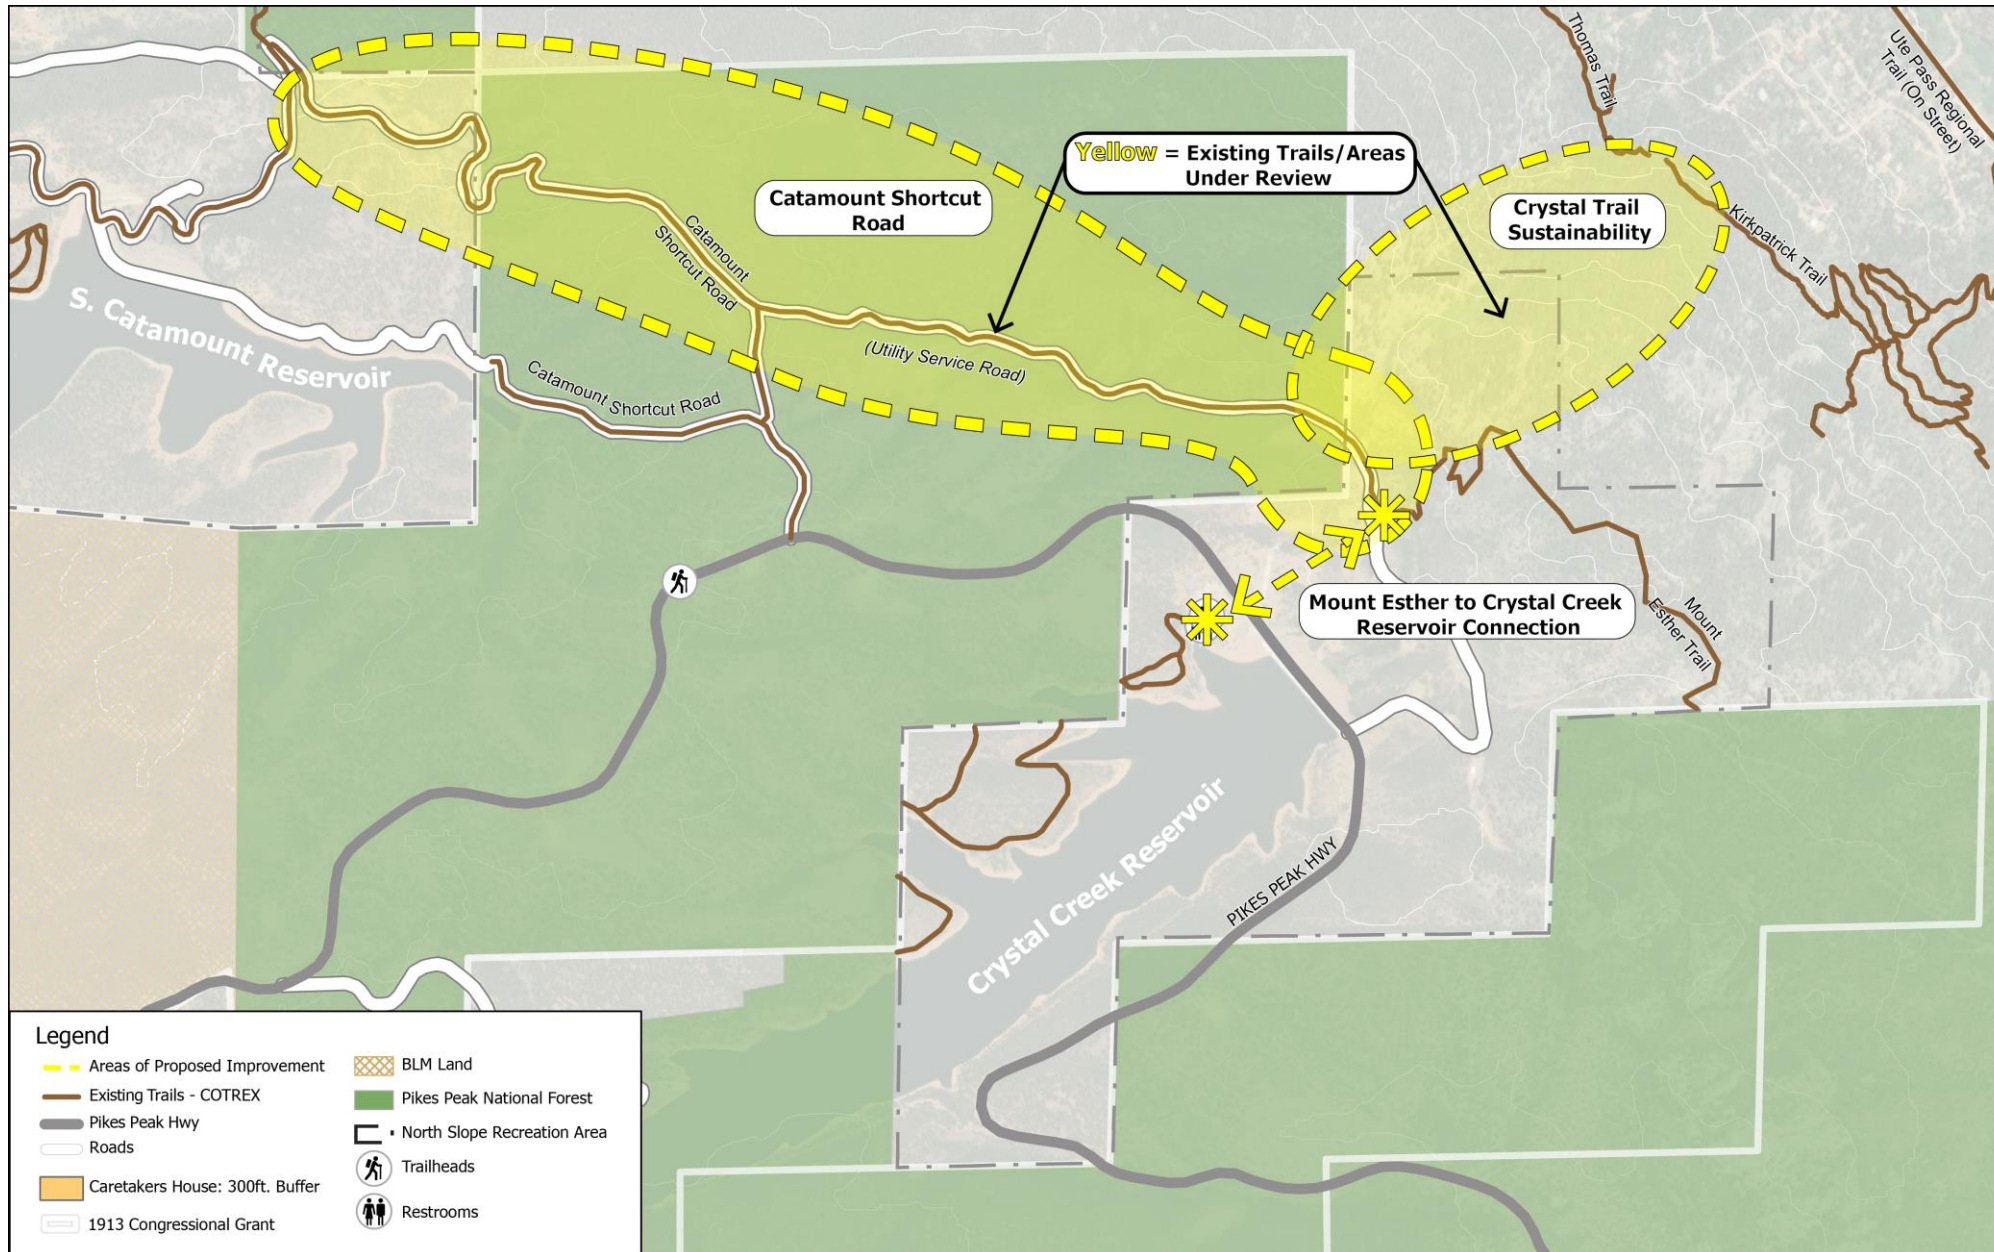 Thomas Trail
Ute Pass Regional
Trail (On Street)
Yellow = Existing Trails/Areas
Under Review
Catamount Shortcut
Road
Crystal Trail
Sustainability
Kirkpatrick Trail
Catamount
Shortcut Road
S. Catamount Reservoir
(Utility Service Road)
Catamount Shortcut Road
Mount Esther to Crystal Creek
Reservoir Connection
Mount
Esther Trail
Crystal Creek Reservoir
PIKES PEAK HWY
Legend
Areas of Proposed Improvement
Existing Trails - COTREX
Pikes Peak Hwy
Roads
Caretakers House: 300ft. Buffer
1913 Congressional Grant
BLM Land
Pikes Peak National Forest
North Slope Recreation Area
Trailheads
Restrooms